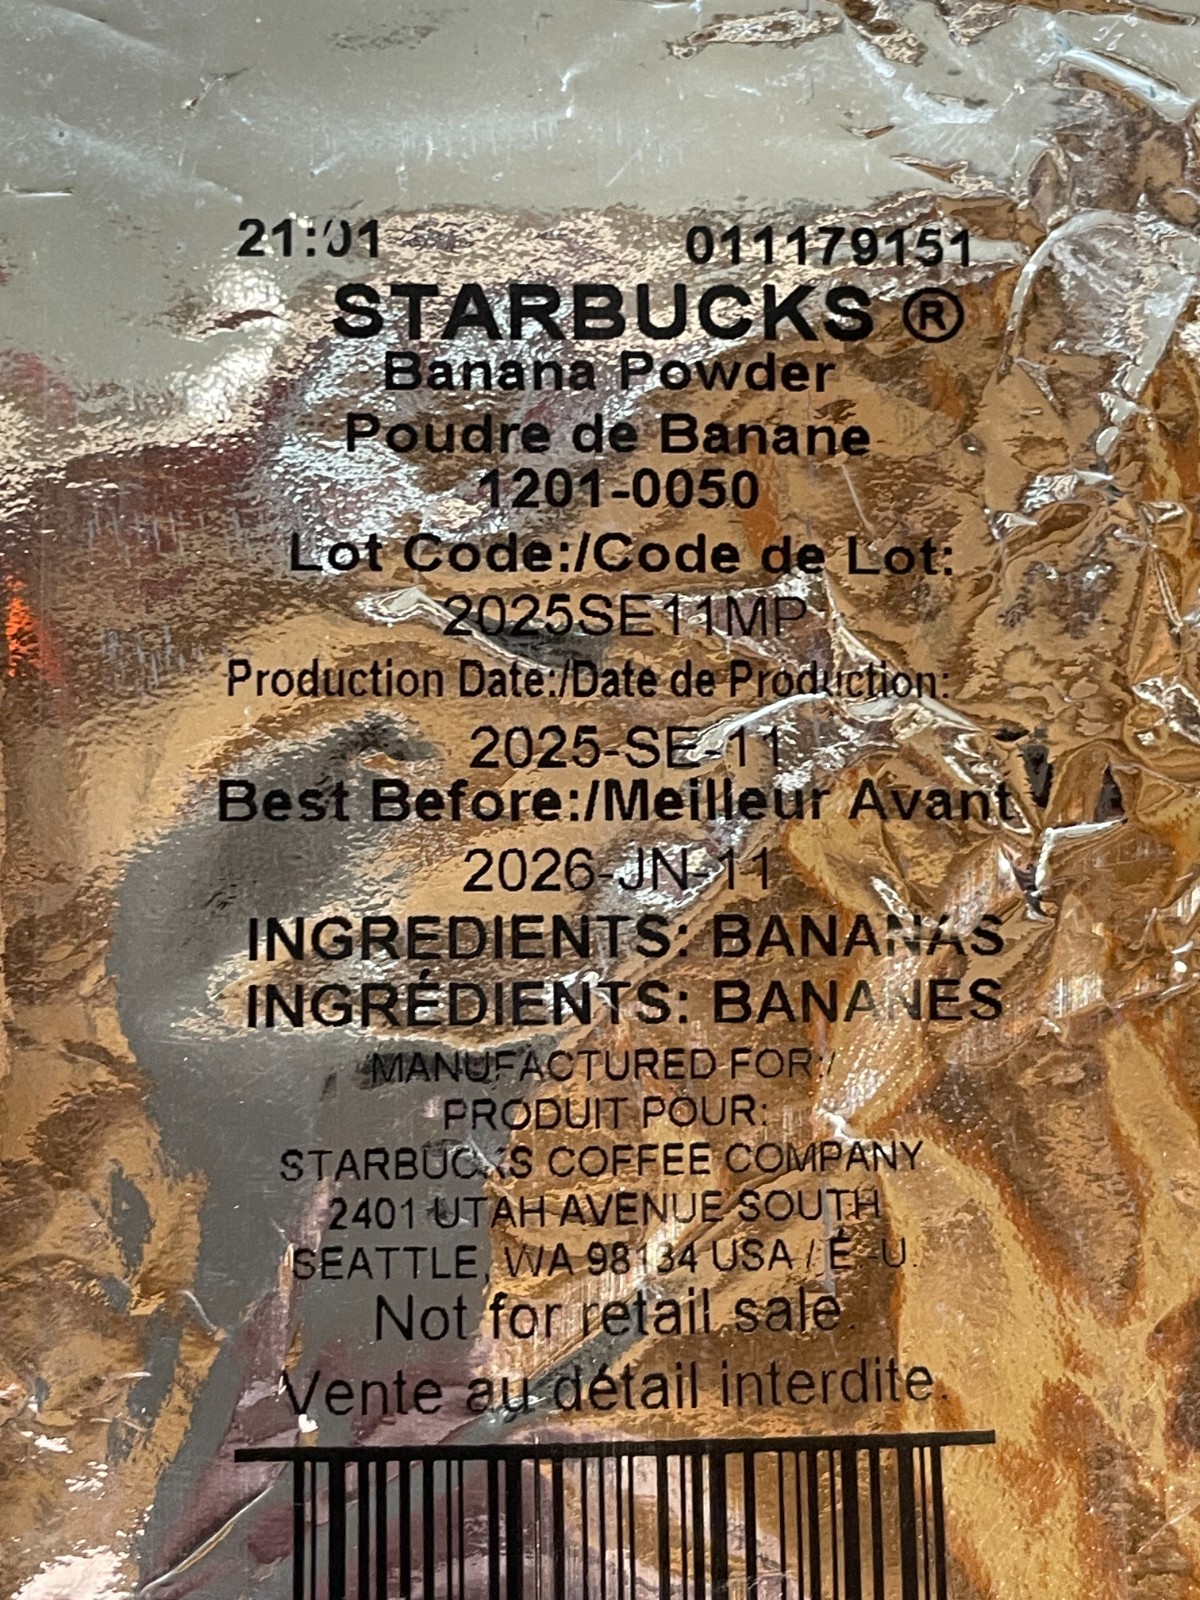 21:01 011179151
STARBUCKS ®
Banana Powder
Poudre de Banane
1201-0050
Lot Code:/Code de Lot:
2025SE11MP
Production Date:/Date de Production:
2025-SE-11
Best Before:/Meilleur Avant
2026-JN-11
INGREDIENTS: BANANAS
INGRÉDIENTS: BANANES
MANUFACTURED FOR:/
PRODUIT POUR:
STARBUCKS COFFEE COMPANY
2401 UTAH AVENUE SOUTH
SEATTLE, WA 98134 USA / É.-U.
Not for retail sale.
Vente au détail interdite.